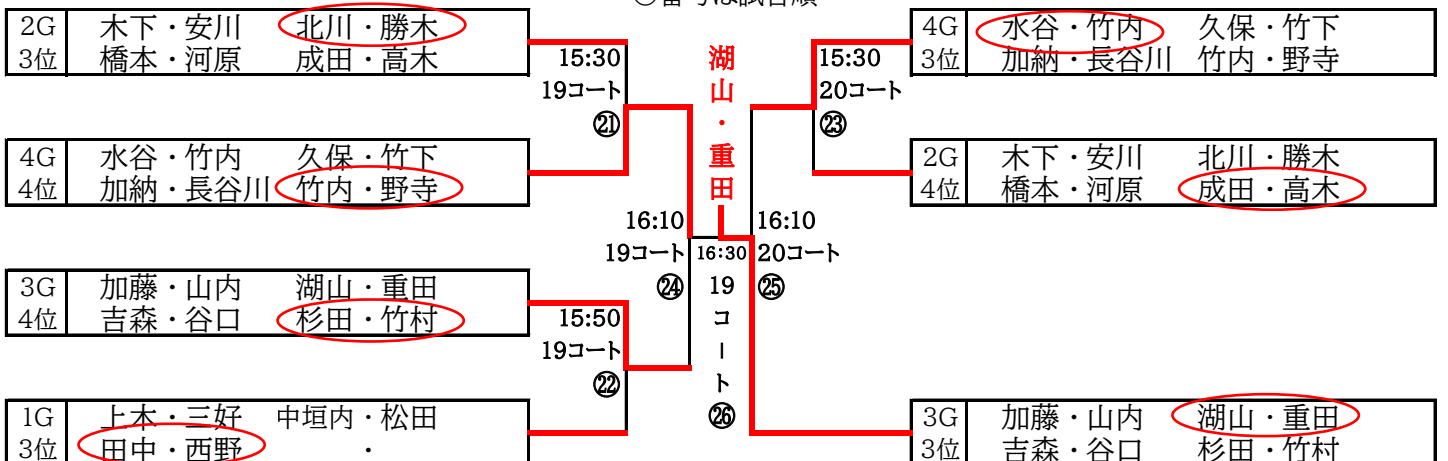 ○番号は試合順
2G 木下・安川 北川・勝木
3位 橋本・河原 成田・高木
4G 水谷・竹内 久保・竹下
4位 加納・長谷川 竹内・野寺
3G 加藤・山内 湖山・重田
4位 吉森・谷口 杉田・竹村
1G 上本・三好 中垣内・松田
3位 田中・西野 ・
15:30
19コート
㉑
15:50
19コート
㉒
16:10
19コート
㉔
湖山・重田
16:30
19コート
㉖
16:10
20コート
㉕
15:30
20コート
㉓
4G 水谷・竹内 久保・竹下
3位 加納・長谷川 竹内・野寺
2G 木下・安川 北川・勝木
4位 橋本・河原 成田・高木
3G 加藤・山内 湖山・重田
3位 吉森・谷口 杉田・竹村